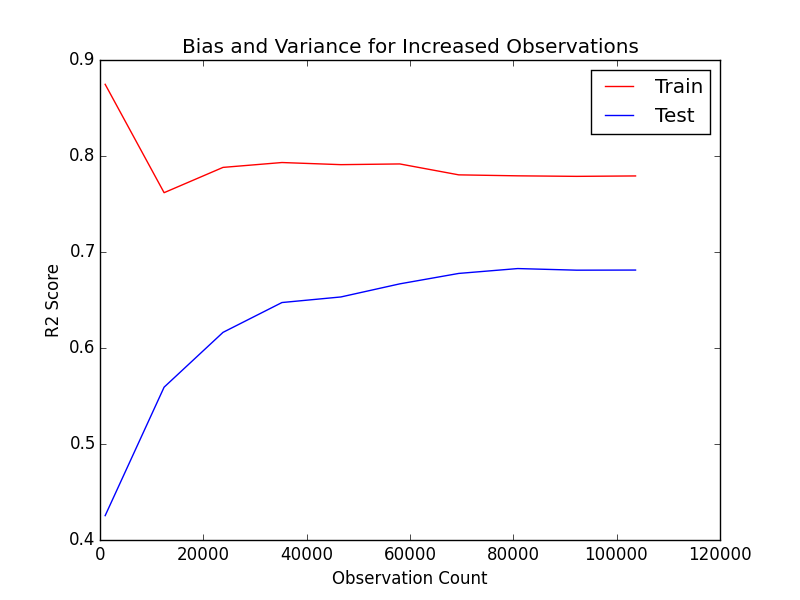 Bias and Variance for Increased Observations
0.9
0.8
0.7
0.6
0.5
0.4
R2 Score
Train
Test
0 20000 40000 60000 80000 100000 120000
Observation Count